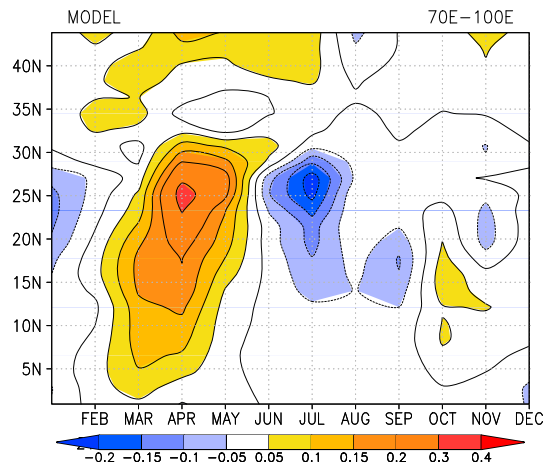 MODEL 70E-100E
40N
35N
30N
25N
20N
15N
10N
5N
FEB MAR APR MAY JUN JUL AUG SEP OCT NOV DEC
-0.2 -0.15 -0.1 -0.05 0.05 0.1 0.15 0.2 0.3 0.4